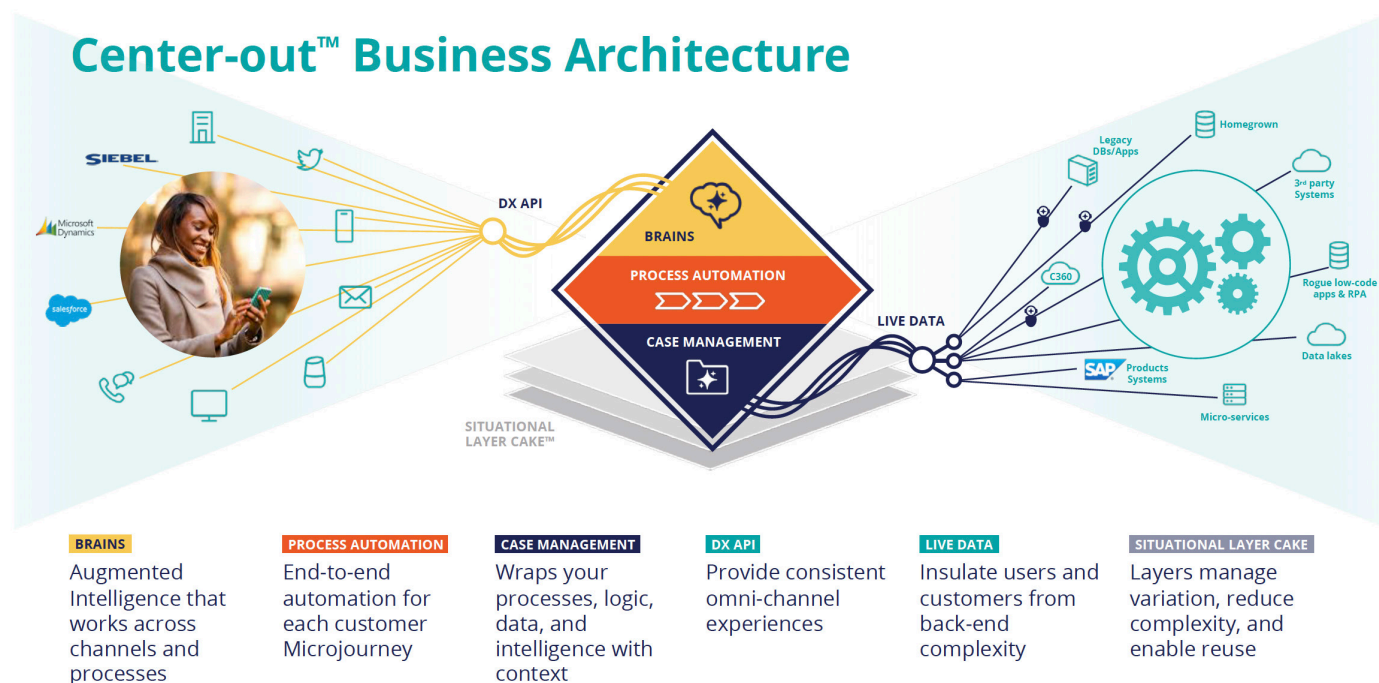 Center-out™ Business Architecture
SIEBEL
Microsoft
Dynamics
salesforce
DX API
BRAINS
PROCESS AUTOMATION
CASE MANAGEMENT
SITUATIONAL
LAYER CAKE™
LIVE DATA
Legacy
DBs/Apps
Homegrown
3rd party
Systems
C360
Rogue low-code
apps & RPA
Data lakes
SAP
Products
Systems
Micro-services
BRAINS
Augmented
Intelligence that
works across
channels and
processes
PROCESS AUTOMATION
End-to-end
automation for
each customer
Microjourney
CASE MANAGEMENT
Wraps your
processes, logic,
data, and
intelligence with
context
DX API
Provide consistent
omni-channel
experiences
LIVE DATA
Insulate users and
customers from
back-end
complexity
SITUATIONAL LAYER CAKE
Layers manage
variation, reduce
complexity, and
enable reuse